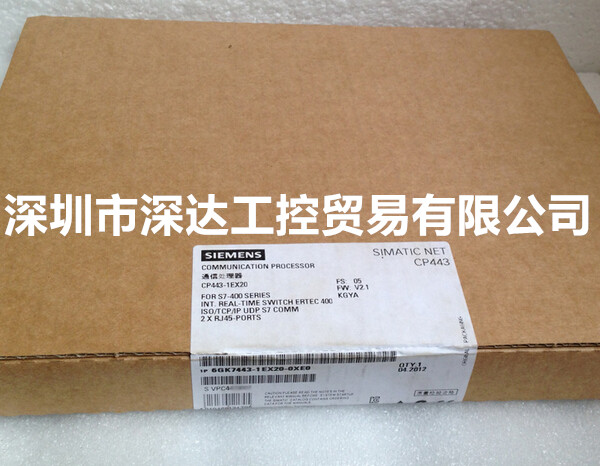 深圳市深达工控贸易有限公司
SIEMENS
SIMATIC NET
CP443
COMMUNICATION PROCESSOR
通信处理器
CP443-1EX20
FS: 05
FW: V2.1
KGYA
FOR S7-400 SERIES
INT. REAL-TIME SWITCH ERTEC 400
ISO/TCP/IP UDP S7 COMM
2 X RJ45-PORTS
1P 6GK7443-1EX20-0XE0
QTY.1
04.2012
S VPC